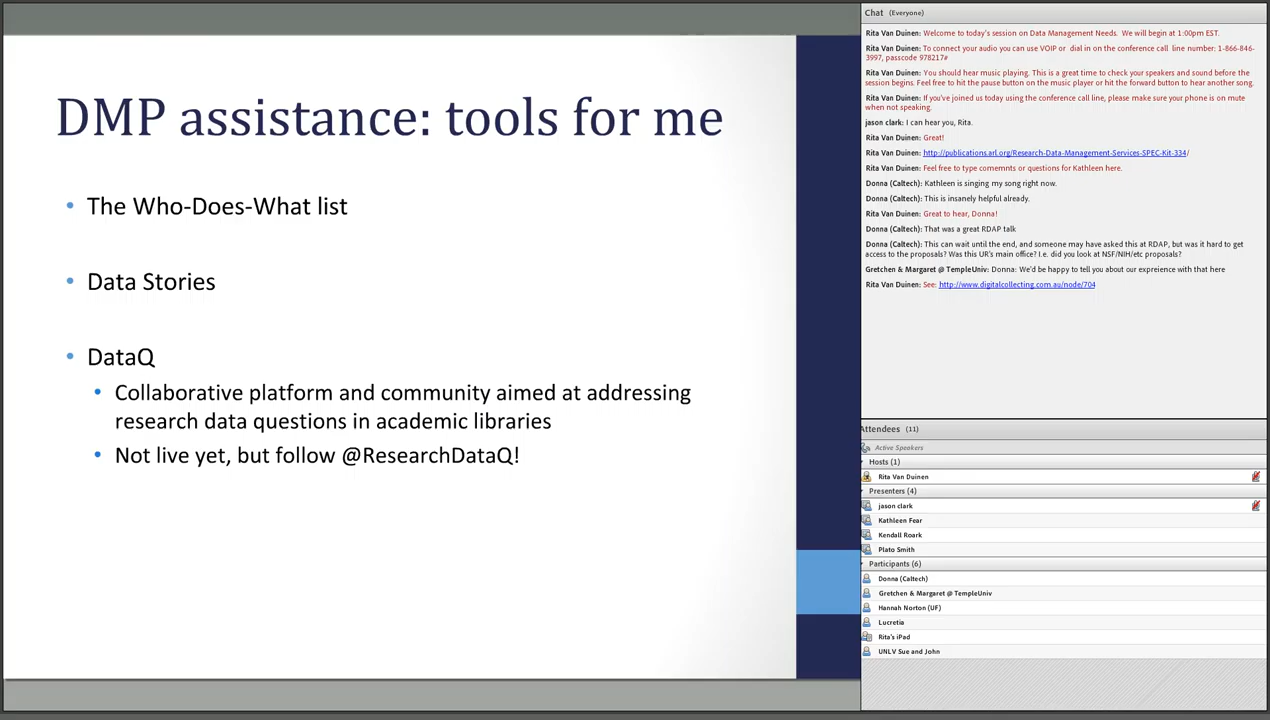 DMP assistance: tools for me
• The Who-Does-What list
• Data Stories
• DataQ
• Collaborative platform and community aimed at addressing
research data questions in academic libraries
• Not live yet, but follow @ResearchDataQ!
Chat (Everyone)
Rita Van Duinen: Welcome to today's session on Data Management Needs. We will begin at 1:00pm EST.
Rita Van Duinen: To connect your audio you can use VOIP or dial in on the conference call line number: 1-866-846-
3997, passcode 978217#
Rita Van Duinen: You should hear music playing. This is a great time to check your speakers and sound before the
session begins. Feel free to hit the pause button on the music player or hit the forward button to hear another song.
Rita Van Duinen: If you've joined us today using the conference call line, please make sure your phone is on mute
when not speaking.
jason clark: I can hear you, Rita.
Rita Van Duinen: Great!
Rita Van Duinen: http://publications.arl.org/Research-Data-Management-Services-SPEC-Kit-334/
Rita Van Duinen: Feel free to type comemnts or questions for Kathleen here.
Donna (Caltech): Kathleen is singing my song right now.
Donna (Caltech): This is insanely helpful already.
Rita Van Duinen: Great to hear, Donna!
Donna (Caltech): That was a great RDAP talk
Donna (Caltech): This can wait until the end, and someone may have asked this at RDAP, but was it hard to get
access to the proposals? Was this UR's main office? I.e. did you look at NSF/NIH/etc proposals?
Gretchen & Margaret @ TempleUniv: Donna: We'd be happy to tell you about our expreience with that here
Rita Van Duinen: See: http://www.digitalcollecting.com.au/node/704
Attendees (11)
Active Speakers
Hosts (1)
Rita Van Duinen
Presenters (4)
jason clark
Kathleen Fear
Kendall Roark
Plato Smith
Participants (6)
Donna (Caltech)
Gretchen & Margaret @ TempleUniv
Hannah Norton (UF)
Lucretia
Rita's iPad
UNLV Sue and John